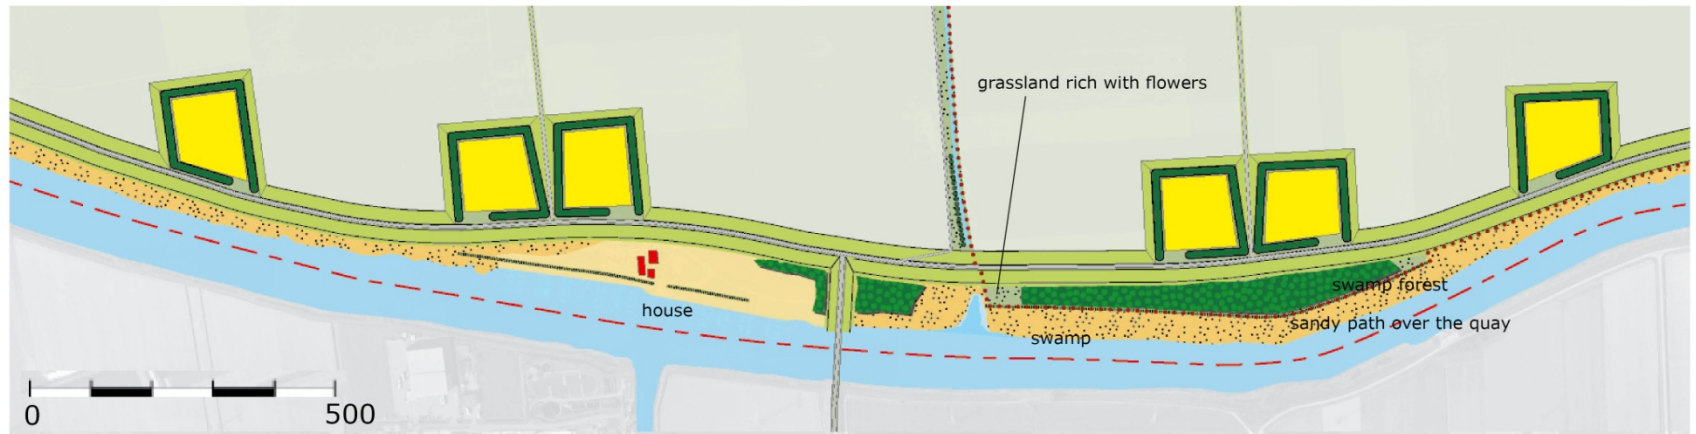 grassland rich with flowers
swamp forest
house
sandy path over the quay
swamp
0
500